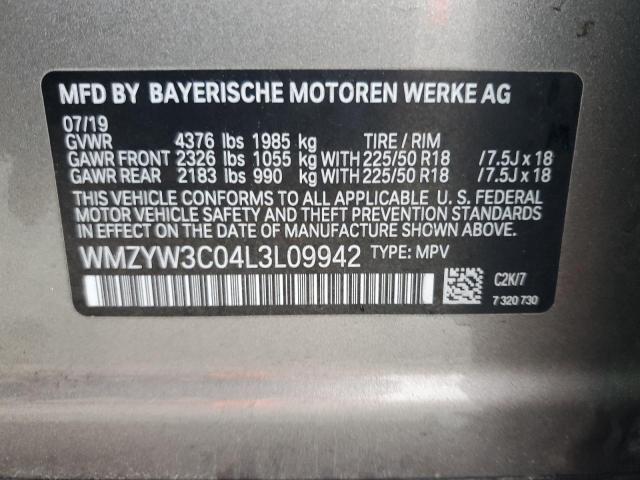 MFD BY BAYERISCHE MOTOREN WERKE AG
07/19
GVWR 4376 lbs 1985 kg TIRE / RIM
GAWR FRONT 2326 lbs 1055 kg WITH 225/50 R18 /7.5J x 18
GAWR REAR 2183 lbs 990 kg WITH 225/50 R18 /7.5J x 18
THIS VEHICLE CONFORMS TO ALL APPLICABLE U. S. FEDERAL
MOTOR VEHICLE SAFETY AND THEFT PREVENTION STANDARDS
IN EFFECT ON THE DATE OF MANUFACTURE SHOWN ABOVE.
WMZYW3C04L3L09942 TYPE: MPV
C2K/7
7 320 730